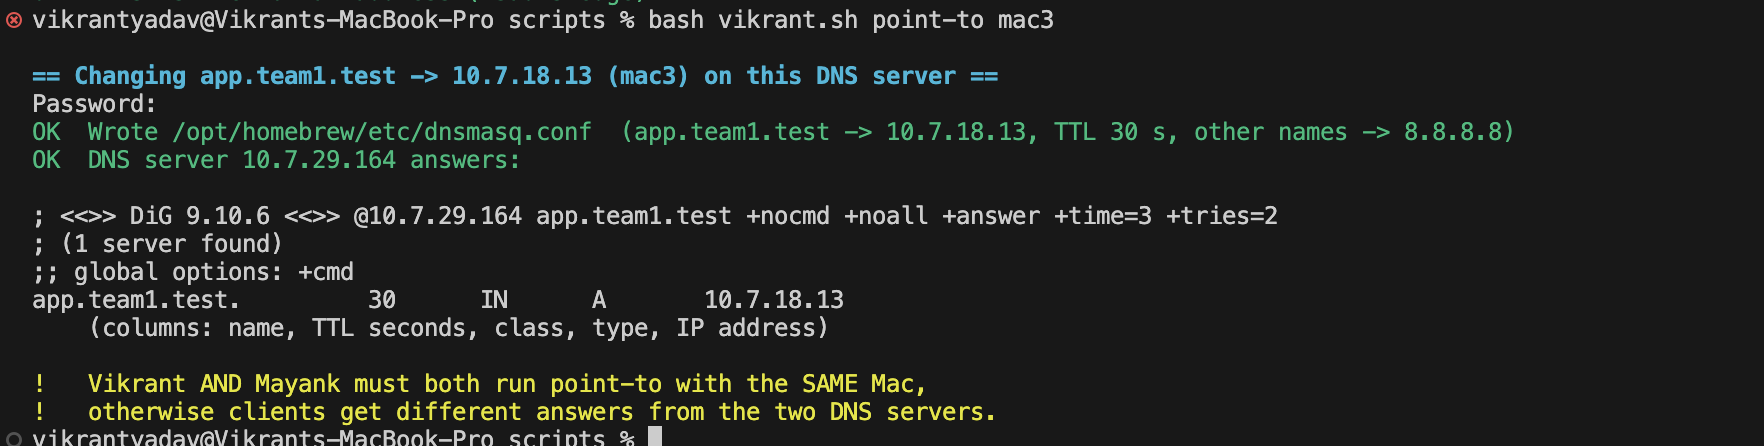 vikrantyadav@Vikrants-MacBook-Pro scripts % bash vikrant.sh point-to mac3
== Changing app.team1.test -> 10.7.18.13 (mac3) on this DNS server ==
Password:
OK  Wrote /opt/homebrew/etc/dnsmasq.conf  (app.team1.test -> 10.7.18.13, TTL 30 s, other names -> 8.8.8.8)
OK  DNS server 10.7.29.164 answers:
; <<>> DiG 9.10.6 <<>> @10.7.29.164 app.team1.test +nocmd +noall +answer +time=3 +tries=2
; (1 server found)
;; global options: +cmd
app.team1.test.         30      IN      A       10.7.18.13
    (columns: name, TTL seconds, class, type, IP address)
!   Vikrant AND Mayank must both run point-to with the SAME Mac,
!   otherwise clients get different answers from the two DNS servers.
vikrantyadav@Vikrants-MacBook-Pro scripts %